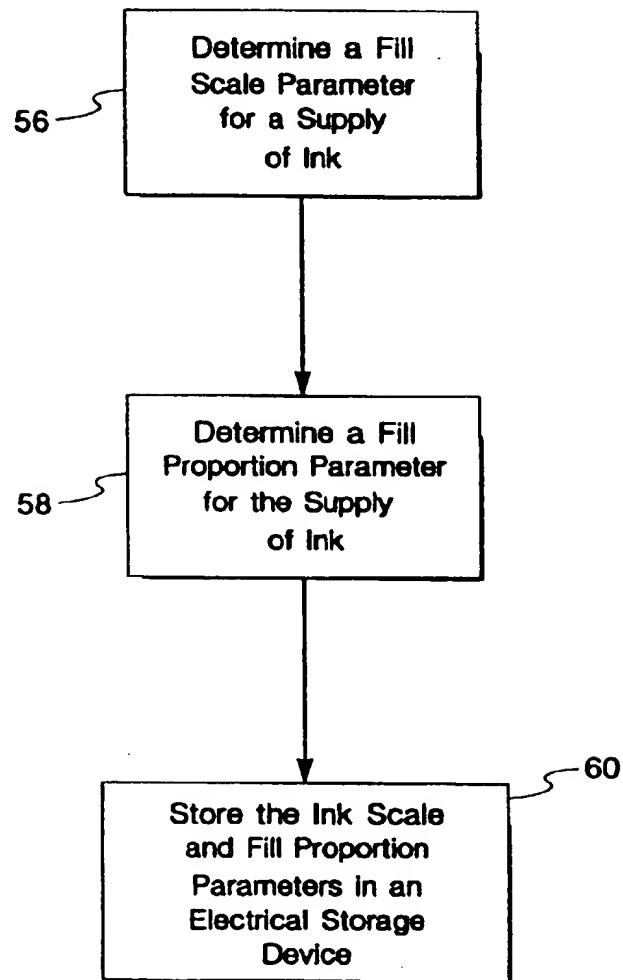 Determine a Fill
Scale Parameter
for a Supply
of Ink
56
Determine a Fill
Proportion Parameter
for the Supply
of Ink
58
60
Store the Ink Scale
and Fill Proportion
Parameters in an
Electrical Storage
Device